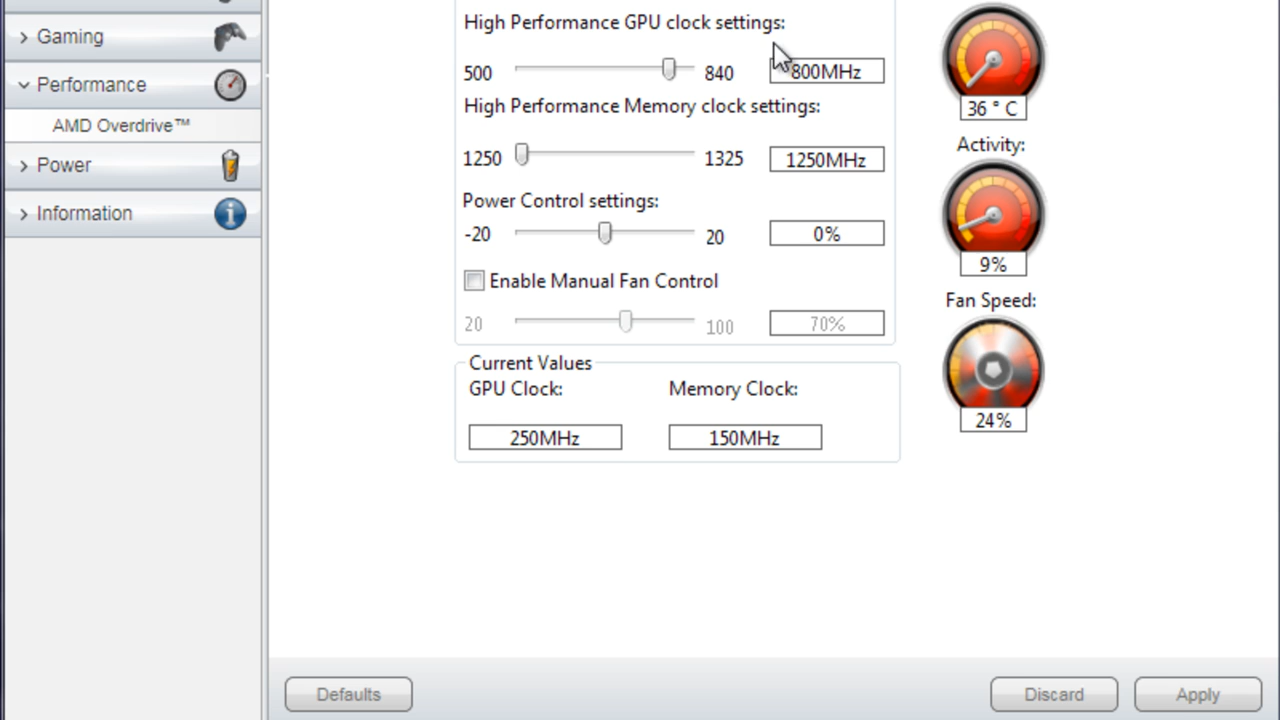 Gaming
Performance
AMD Overdrive™
Power
Information
High Performance GPU clock settings:
500 840 800MHz
High Performance Memory clock settings:
1250 1325 1250MHz
Power Control settings:
-20 20 0%
Enable Manual Fan Control
20 100 70%
Current Values
GPU Clock: Memory Clock:
250MHz 150MHz
36 ° C
Activity:
9%
Fan Speed:
24%
Defaults Discard Apply